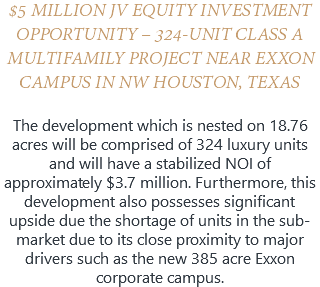 $5 MILLION JV EQUITY INVESTMENT
OPPORTUNITY – 324-UNIT CLASS A
MULTIFAMILY PROJECT NEAR EXXON
CAMPUS IN NW HOUSTON, TEXAS
The development which is nested on 18.76
acres will be comprised of 324 luxury units
and will have a stabilized NOI of
approximately $3.7 million. Furthermore, this
development also possesses significant
upside due the shortage of units in the sub-
market due to its close proximity to major
drivers such as the new 385 acre Exxon
corporate campus.